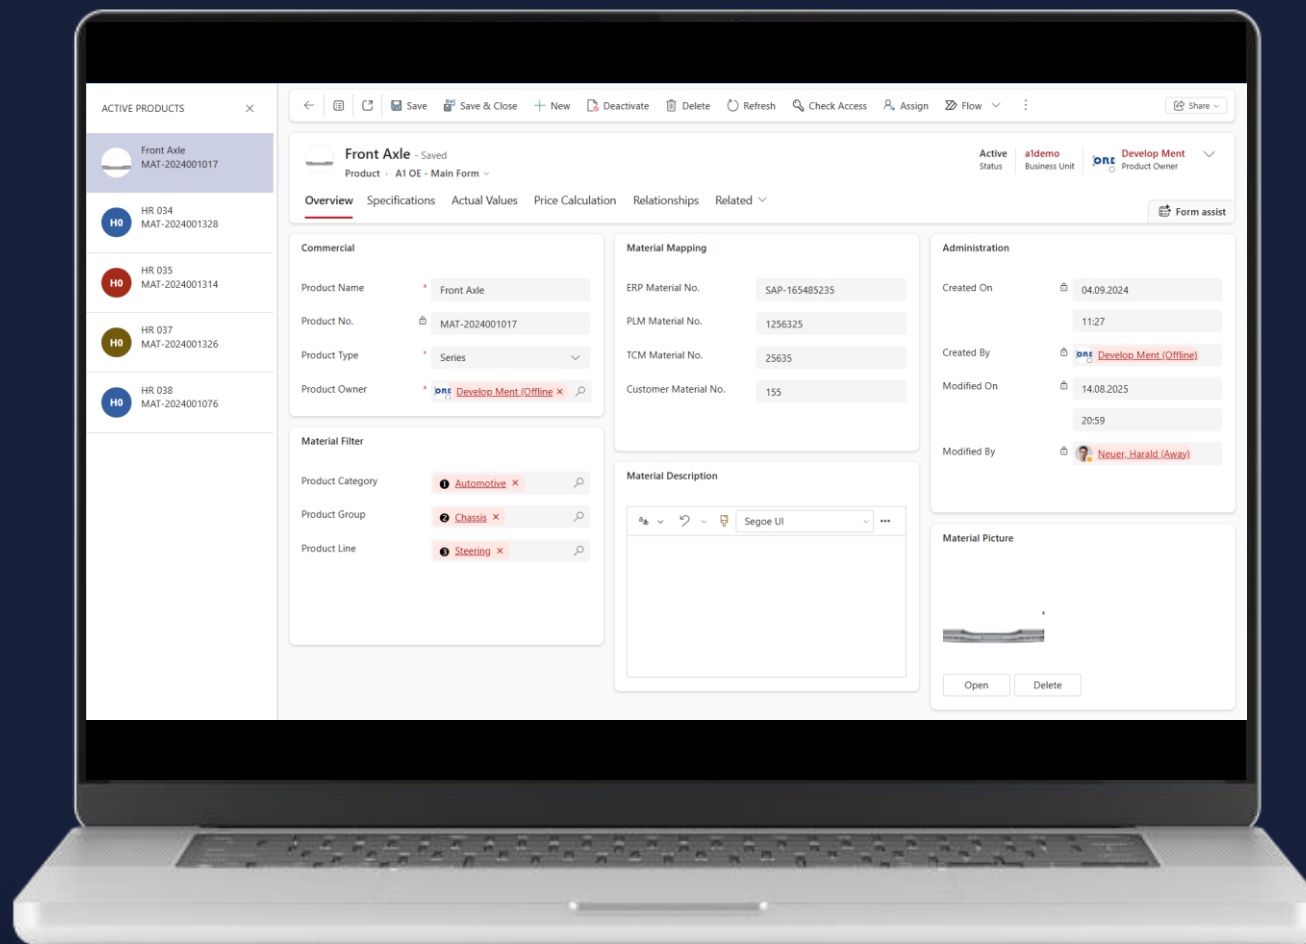 ACTIVE PRODUCTS
Front Axle
MAT-2024001017
H0
HR 034
MAT-2024001328
H0
HR 035
MAT-2024001314
H0
HR 037
MAT-2024001326
H0
HR 038
MAT-2024001076
Save
Save & Close
New
Deactivate
Delete
Refresh
Check Access
Assign
Flow
Share
Front Axle - Saved
Product · A1 OE - Main Form
Active
Status
a1demo
Business Unit
Develop Ment
Product Owner
Overview Specifications Actual Values Price Calculation Relationships Related
Form assist
Commercial
Product Name * Front Axle
Product No. MAT-2024001017
Product Type * Series
Product Owner * Develop Ment (Offline
Material Filter
Product Category 1 Automotive
Product Group 2 Chassis
Product Line 3 Steering
Material Mapping
ERP Material No. SAP-165485235
PLM Material No. 1256325
TCM Material No. 25635
Customer Material No. 155
Material Description
Segoe UI
Administration
Created On 04.09.2024
11:27
Created By Develop Ment (Offline)
Modified On 14.08.2025
20:59
Modified By Neuer, Harald (Away)
Material Picture
Open
Delete